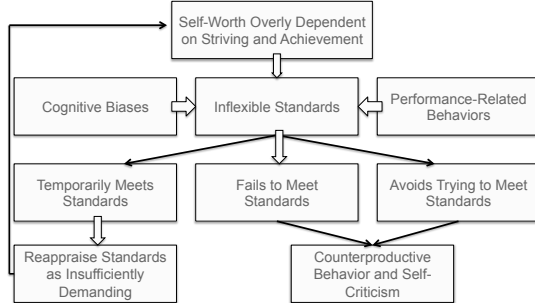 Self-Worth Overly Dependent
on Striving and Achievement
Cognitive Biases
Inflexible Standards
Performance-Related
Behaviors
Temporarily Meets
Standards
Fails to Meet
Standards
Avoids Trying to Meet
Standards
Reappraise Standards
as Insufficiently
Demanding
Counterproductive
Behavior and Self-
Criticism